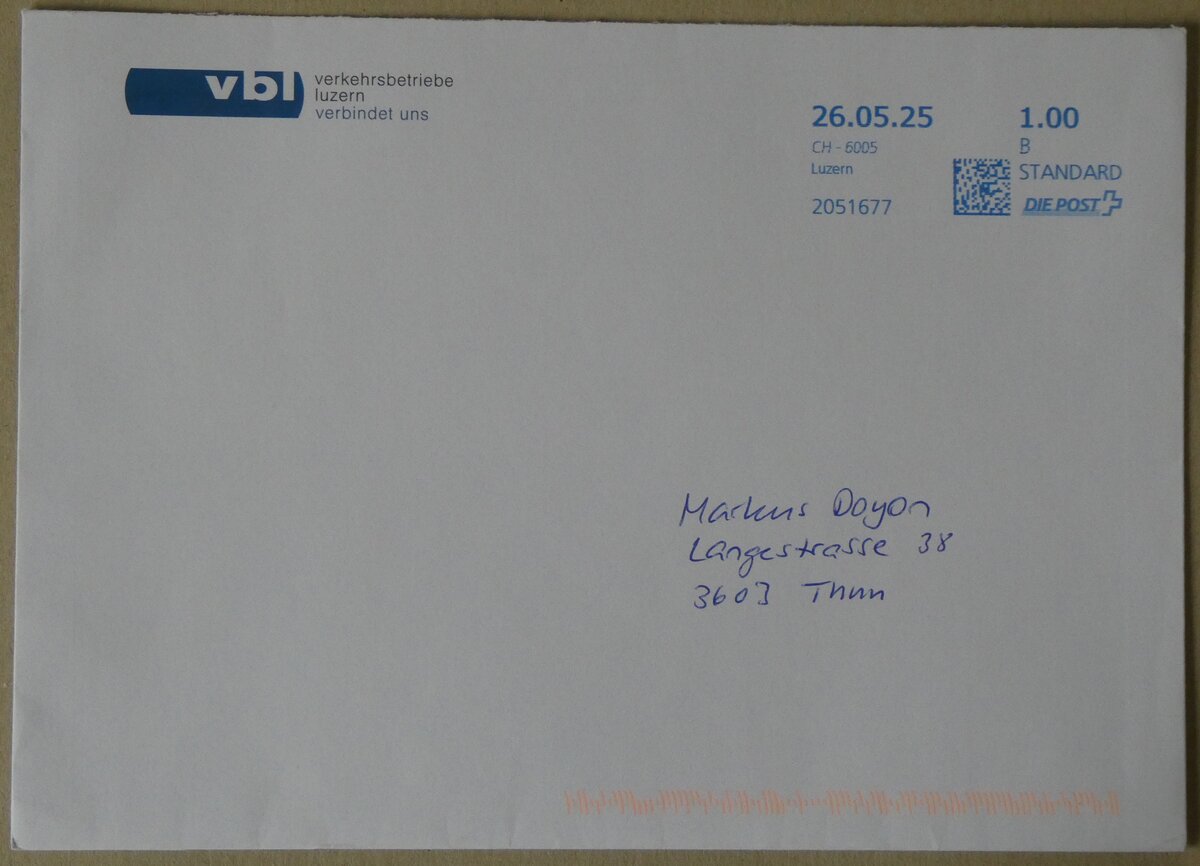 vbl
verkehrsbetriebe
luzern
verbindet uns
26.05.25 1.00
CH - 6005 B
Luzern STANDARD
2051677 DIE POST
Markus Doyon
Langestrasse 38
3603 Thun